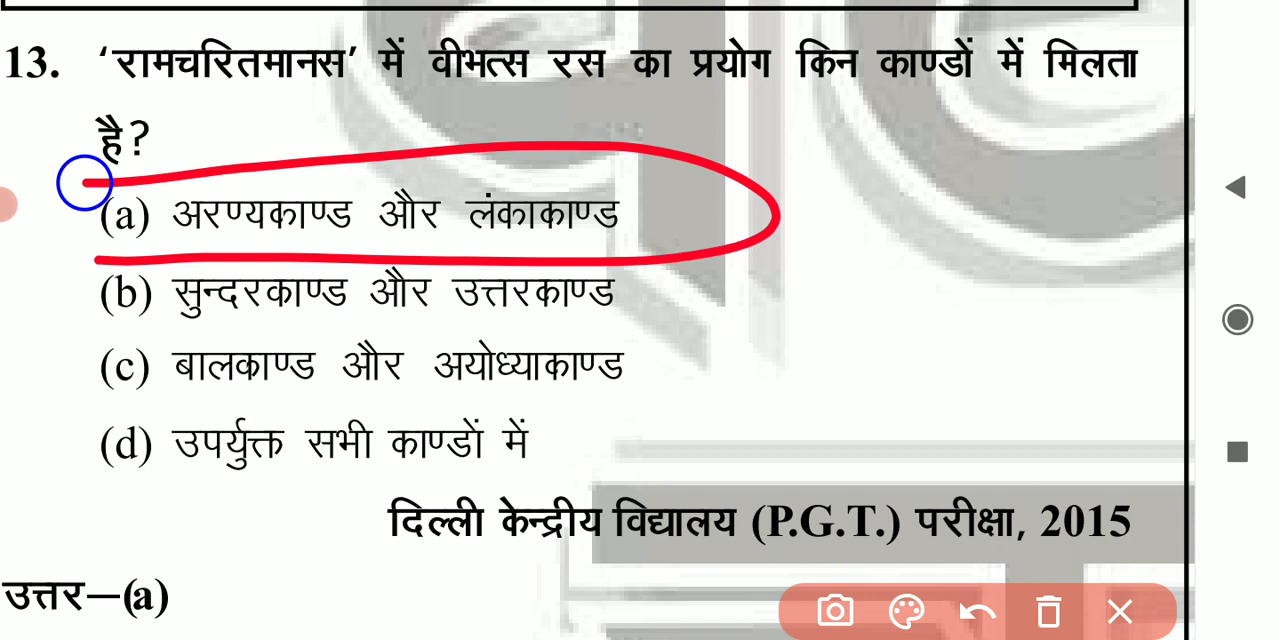 13. ‘रामचरितमानस’ में वीभत्स रस का प्रयोग किन काण्डों में मिलता
है?
(a) अरण्यकाण्ड और लंकाकाण्ड
(b) सुन्दरकाण्ड और उत्तरकाण्ड
(c) बालकाण्ड और अयोध्याकाण्ड
(d) उपर्युक्त सभी काण्डों में
दिल्ली केन्द्रीय विद्यालय (P.G.T.) परीक्षा, 2015
उत्तर—(a)